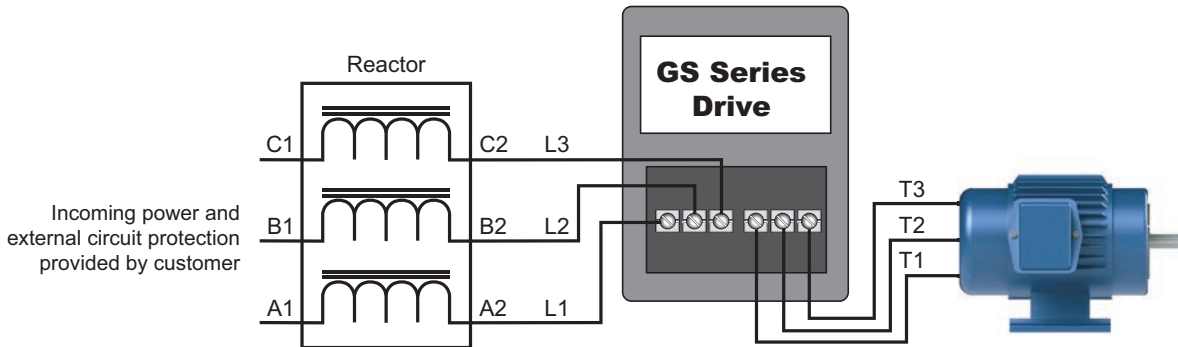 Reactor
GS Series
Drive
C1
C2
L3
Incoming power and
external circuit protection
provided by customer
B1
B2
L2
A1
A2
L1
T3
T2
T1